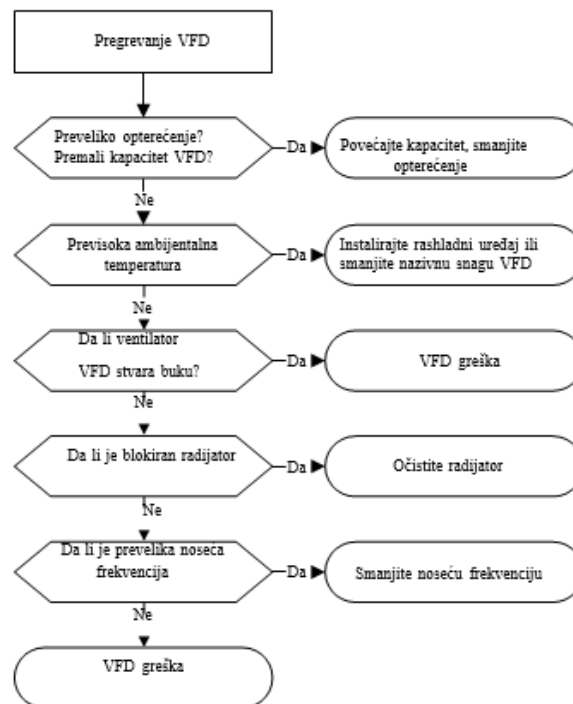 Pregrevanje VFD
Preveliko opterećenje?
Premali kapacitet VFD?
Da
Povećajte kapacitet, smanjite
opterećenje
Ne
Previsoka ambijentalna
temperatura
Da
Instalirajte rashladni uređaj ili
smanjite nazivnu snagu VFD
Ne
Da li ventilator
VFD stvara buku?
Da
VFD greška
Ne
Da li je blokiran radijator
Da
Očistite radijator
Ne
Da li je prevelika noseća
frekvencija
Da
Smanjite noseću frekvenciju
Ne
VFD greška